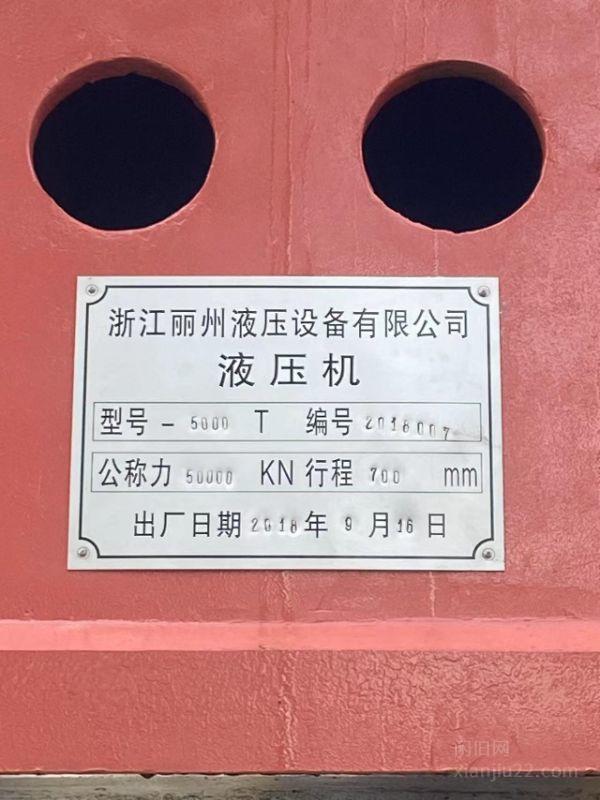 浙江丽州液压设备有限公司
液压机
型号 - 5000 T 编号 2018007
公称力 50000 KN 行程 700 mm
出厂日期 2018 年 9 月 16 日
闲旧网
xianjiu22.com